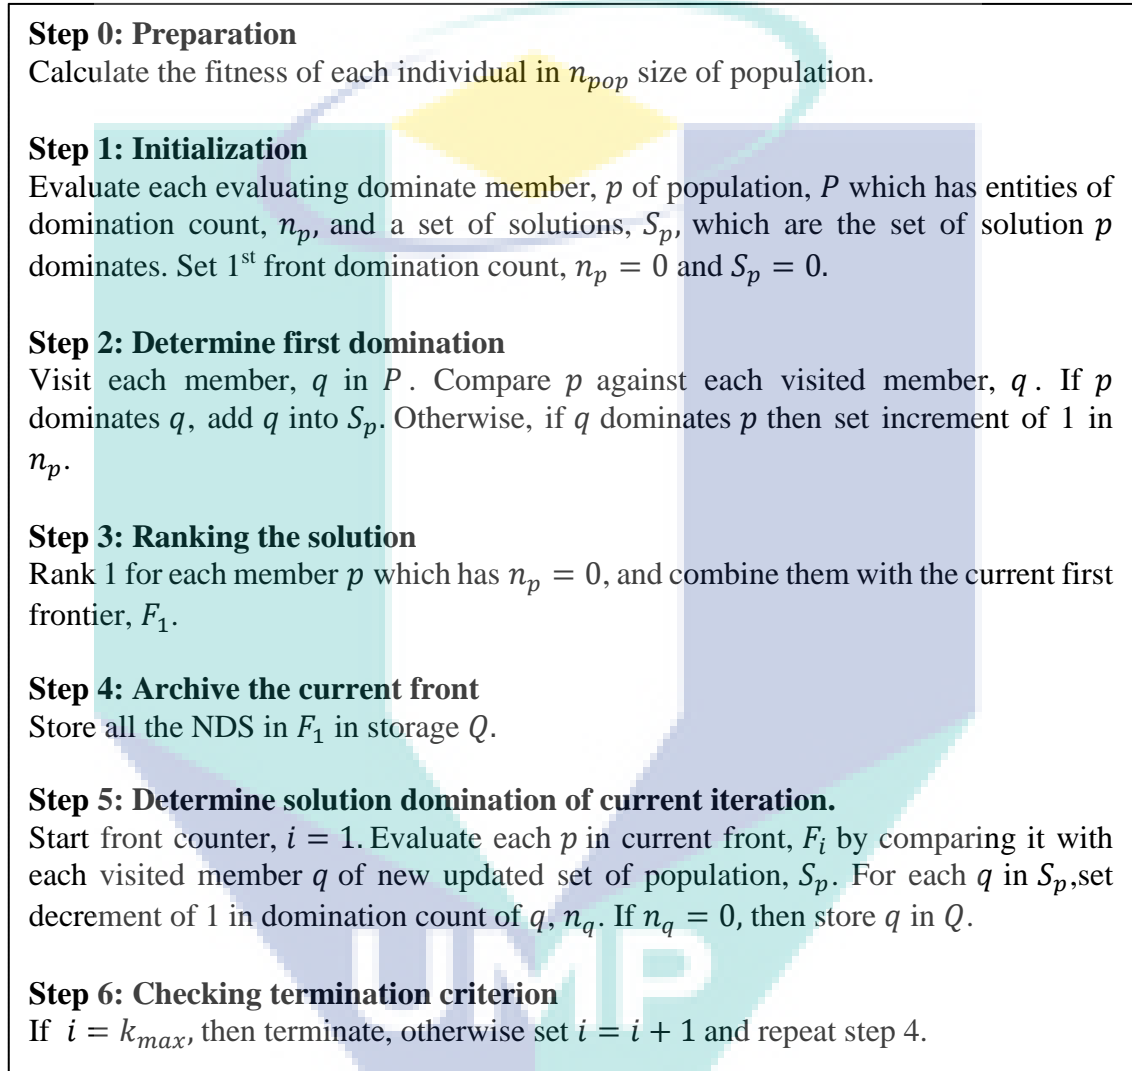 Step 0: Preparation
Calculate the fitness of each individual in n_pop size of population.
Step 1: Initialization
Evaluate each evaluating dominate member, p of population, P which has entities of
domination count, n_p, and a set of solutions, S_p, which are the set of solution p
dominates. Set 1st front domination count, n_p = 0 and S_p = 0.
Step 2: Determine first domination
Visit each member, q in P. Compare p against each visited member, q. If p
dominates q, add q into S_p. Otherwise, if q dominates p then set increment of 1 in
n_p.
Step 3: Ranking the solution
Rank 1 for each member p which has n_p = 0, and combine them with the current first
frontier, F_1.
Step 4: Archive the current front
Store all the NDS in F_1 in storage Q.
Step 5: Determine solution domination of current iteration.
Start front counter, i = 1. Evaluate each p in current front, F_i by comparing it with
each visited member q of new updated set of population, S_p. For each q in S_p,set
decrement of 1 in domination count of q, n_q. If n_q = 0, then store q in Q.
UMP
Step 6: Checking termination criterion
If i = k_max, then terminate, otherwise set i = i + 1 and repeat step 4.